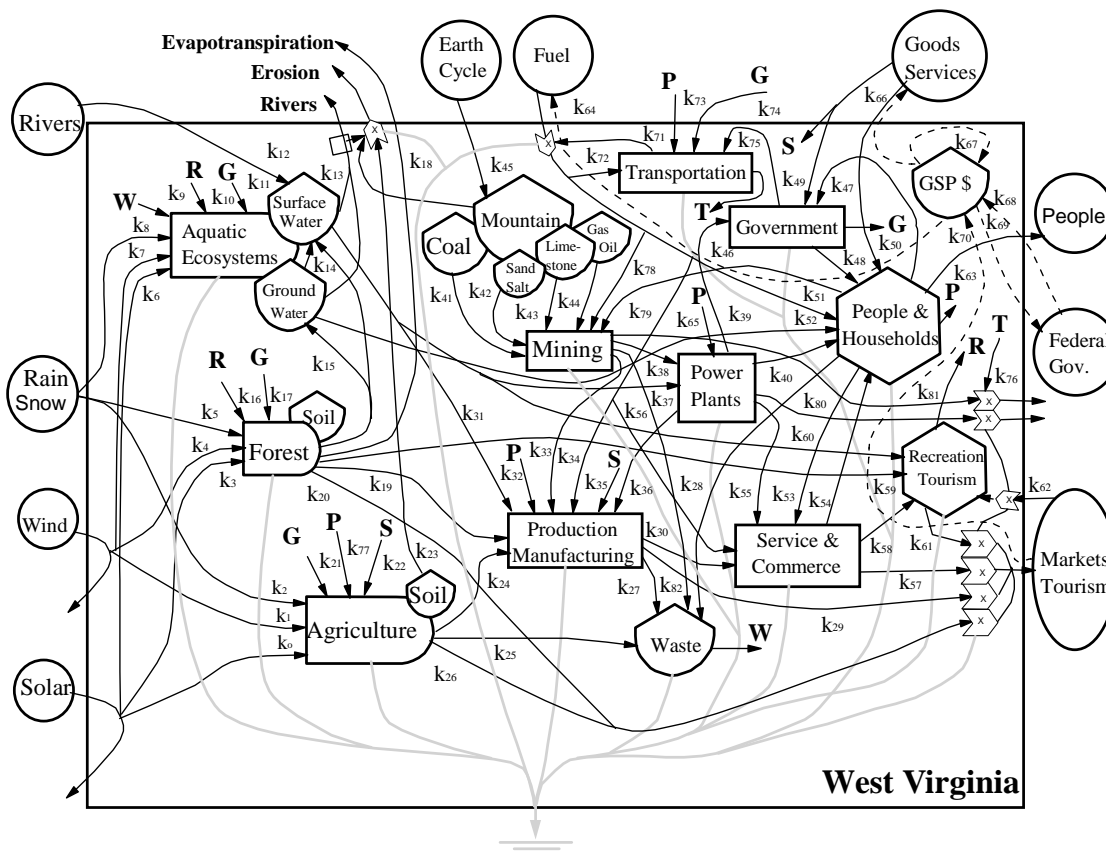 Evapotranspiration
Erosion
Rivers
Earth
Cycle
Fuel
Goods
Services
Rivers
P
G
k64
k73
k74
k66
S
k12
k13
k18
k45
k71
k72
k75
k67
Transportation
GSP $
k49
k47
k68
k69
k70
People
W
R
G
k8
k9
k10
k11
k7
k6
Surface
Water
Aquatic
Ecosystems
k14
Ground
Water
Mountain
Coal
Gas
Oil
Lime-
stone
Sand
Salt
T
Government
G
k46
k48
k50
k63
k41
k42
k43
k44
k78
k79
P
k65
k39
k51
k52
People &
Households
P
R
T
Federal
Gov.
Rain
Snow
R
G
k15
k16
k17
Soil
k5
k4
k3
Forest
Mining
k38
k37
k56
Power
Plants
k40
k80
k81
k76
x
x
x
x
k31
k60
Recreation
Tourism
k59
k62
x
k20
k19
P
k32
k33
k34
S
k35
k36
k28
k55
k53
k54
Wind
G
P
S
k21
k77
k22
k23
k24
k2
k1
k0
Soil
Agriculture
Production
Manufacturing
k30
k27
k82
Service &
Commerce
k58
k61
k57
k29
x
x
x
x
Markets
Tourism
Solar
k25
k26
Waste
W
West Virginia